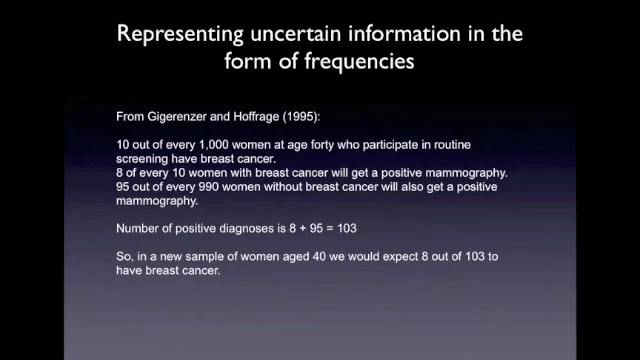 Representing uncertain information in the
form of frequencies
From Gigerenzer and Hoffrage (1995):
10 out of every 1,000 women at age forty who participate in routine
screening have breast cancer.
8 of every 10 women with breast cancer will get a positive mammography.
95 out of every 990 women without breast cancer will also get a positive
mammography.
Number of positive diagnoses is 8 + 95 = 103
So, in a new sample of women aged 40 we would expect 8 out of 103 to
have breast cancer.